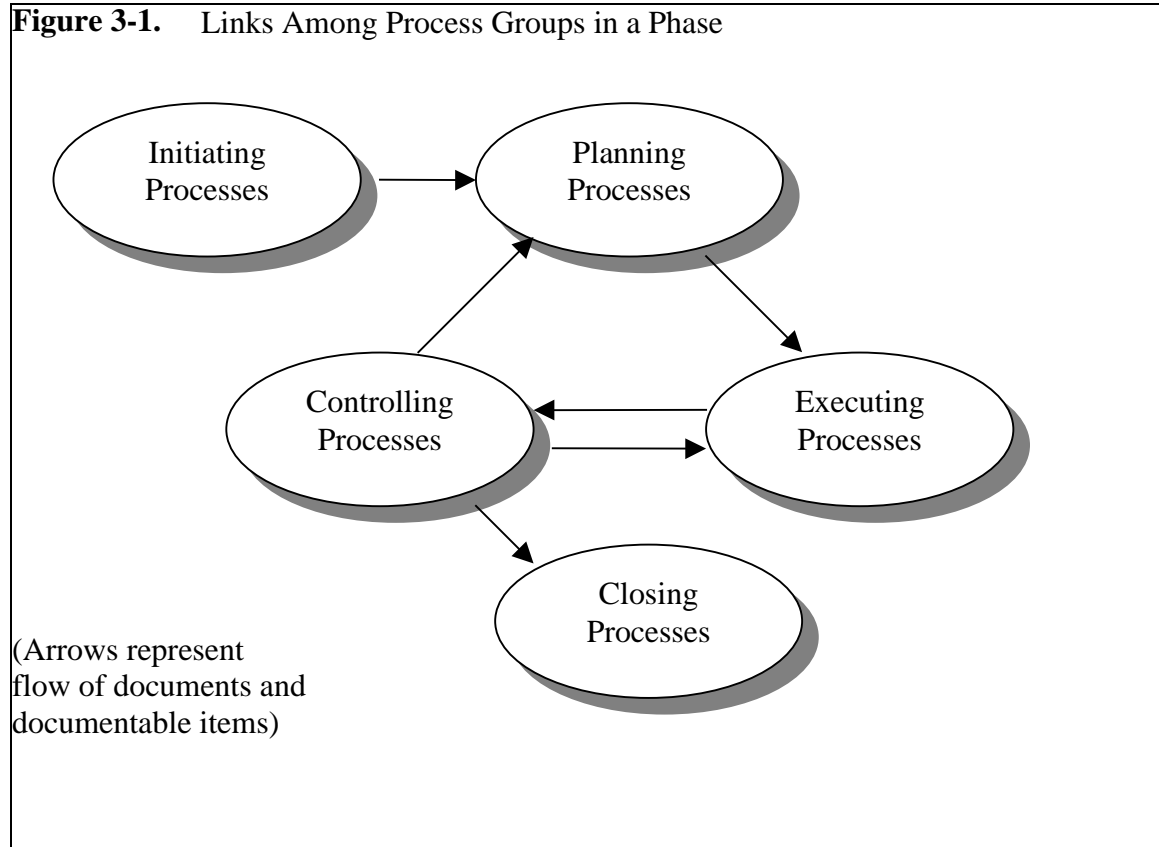 Figure 3-1. Links Among Process Groups in a Phase
Initiating
Processes
Planning
Processes
Controlling
Processes
Executing
Processes
Closing
Processes
(Arrows represent
flow of documents and
documentable items)